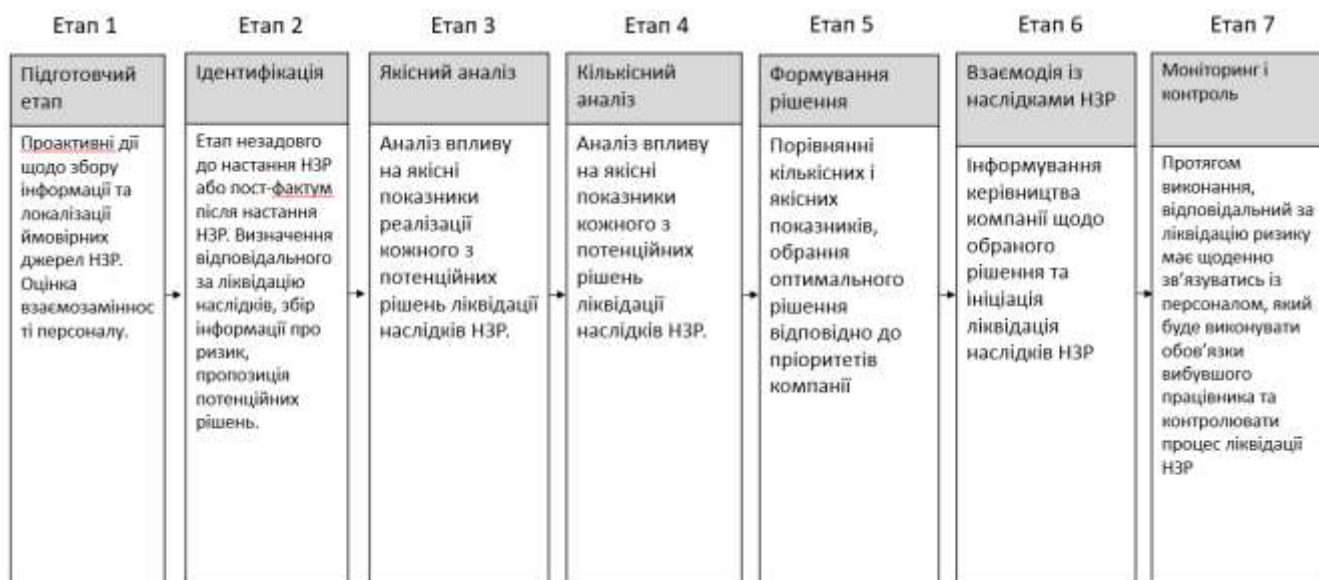 Етап 1
Етап 2
Етап 3
Етап 4
Етап 5
Етап 6
Етап 7
Підготовчий
етап
Проактивні дії
щодо збору
інформації та
локалізації
ймовірних
джерел НЗР.
Оцінка
взаємозаміннос
ті персоналу.
Ідентифікація
Етап незадовго
до настання НЗР
або пост-фактум
після настання
НЗР. Визначення
відповідального
за ліквідацію
наслідків, збір
інформації про
ризик,
пропозиція
потенційних
рішень.
Якісний аналіз
Аналіз впливу
на якісні
показники
реалізації
кожного з
потенційних
рішень ліквідації
наслідків НЗР.
Кількісний
аналіз
Аналіз впливу
на якісні
показники
кожного з
потенційних
рішень
ліквідації
наслідків НЗР.
Формування
рішення
Порівнянні
кількісних і
якісних
показників,
обрання
оптимального
рішення
відповідно до
пріоритетів
компанії
Взаємодія із
наслідками НЗР
Інформування
керівництва
компанії щодо
обраного
рішення та
ініціація
ліквідація
наслідків НЗР
Моніторинг і
контроль
Протягом
виконання,
відповідальний за
ліквідацію ризику
має щоденно
зв’язуватись із
персоналом, який
буде виконувати
обов’язки
вибувшого
працівника та
контролювати
процес ліквідації
НЗР